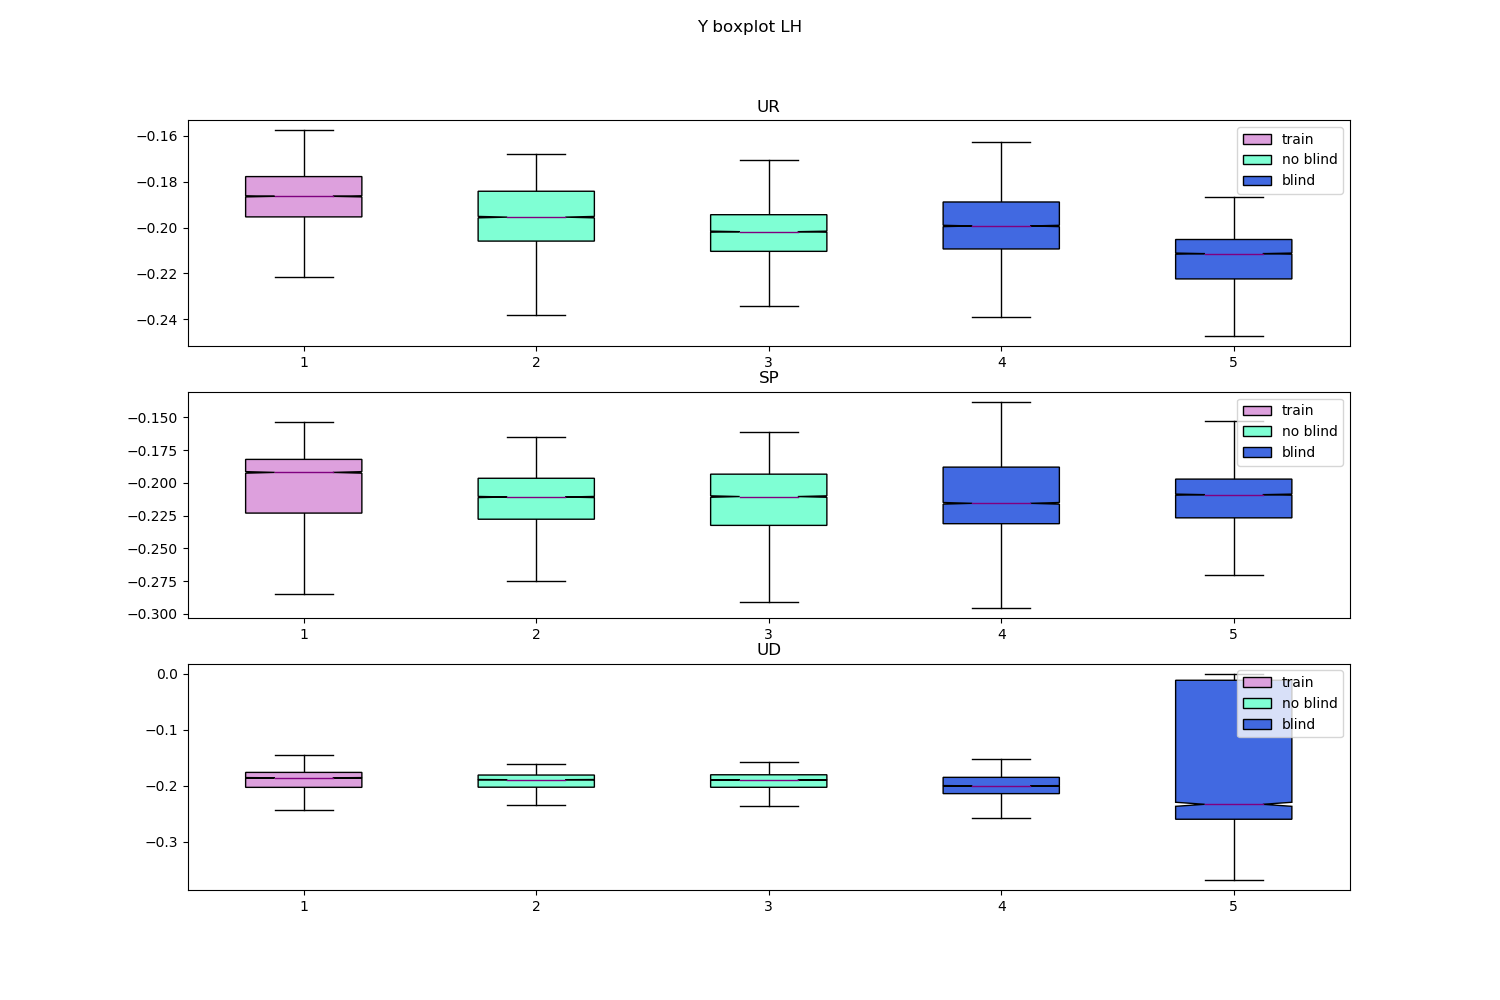 Y boxplot LH
UR
−0.16
−0.18
−0.20
−0.22
−0.24
train
no blind
blind
1 2 3 4 5
SP
−0.150
−0.175
−0.200
−0.225
−0.250
−0.275
−0.300
train
no blind
blind
1 2 3 4 5
UD
0.0
−0.1
−0.2
−0.3
train
no blind
blind
1 2 3 4 5